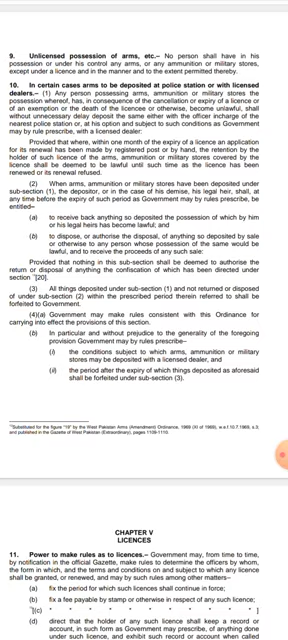 9. Unlicensed possession of arms, etc.– No person shall have in his
possession or under his control any arms, or any ammunition or military stores,
except under a licence and in the manner and to the extent permitted thereby.
10. In certain cases arms to be deposited at police station or with licensed
dealers.– (1) Any person possessing arms, ammunition or military stores the
possession whereof, has, in consequence of the cancellation or expiry of a licence or
of an exemption or the death of the licencee or otherwise, become unlawful, shall
without unnecessary delay deposit the same either with the officer incharge of the
nearest police station or, at his option and subject to such conditions as Government
may by rule prescribe, with a licensed dealer:
Provided that where, within one month of the expiry of a licence an application
for its renewal has been made by registered post or by hand, the retention by the
holder of such licence of the arms, ammunition or military stores covered by the
licence shall be deemed to be lawful until such time as the licence has been
renewed or its renewal refused.
(2) When arms, ammunition or military stores have been deposited under
sub-section (1), the depositor, or in the case of his demise, his legal heir, shall, at
any time before the expiry of such period as Government may by rules prescribe, be
entitled–
(a) to receive back anything so deposited the possession of which by him
or his legal heirs has become lawful; and
(b) to dispose, or authorise the disposal, of anything so deposited by sale
or otherwise to any person whose possession of the same would be
lawful, and to receive the proceeds of any such sale:
Provided that nothing in this sub-section shall be deemed to authorise the
return or disposal of anything the confiscation of which has been directed under
section [20].
(3) All things deposited under sub-section (1) and not returned or disposed
of under sub-section (2) within the prescribed period therein referred to shall be
forfeited to Government.
(4)(a) Government may make rules consistent with this Ordinance for
carrying into effect the provisions of this section.
(b) In particular and without prejudice to the generality of the foregoing
provision Government may by rules prescribe–
(i) the conditions subject to which arms, ammunition or military
stores may be deposited with a licensed dealer, and
(ii) the period after the expiry of which things deposited as aforesaid
shall be forfeited under sub-section (3).
Substituted for the figure "19" by the West Pakistan Arms (Amendment) Ordinance, 1969 (XI of 1969), w.e.f.10.7.1969, s.3;
and published in the Gazette of West Pakistan (Extraordinary), pages 1109-1110.
CHAPTER V
LICENCES
11. Power to make rules as to licences.– Government may, from time to time,
by notification in the official Gazette, make rules to determine the officers by whom,
the form in which, and the terms and conditions on and subject to which any licence
shall be granted, or renewed, and may by such rules among other matters–
(a) fix the period for which such licences shall continue in force;
(b) fix a fee payable by stamp or otherwise in respect of any such licence;
[(c) * * * * * * * * * * ]
(d) direct that the holder of any such licence shall keep a record or
account, in such form as Government may prescribe, of anything done
under such licence, and exhibit such record or account when called